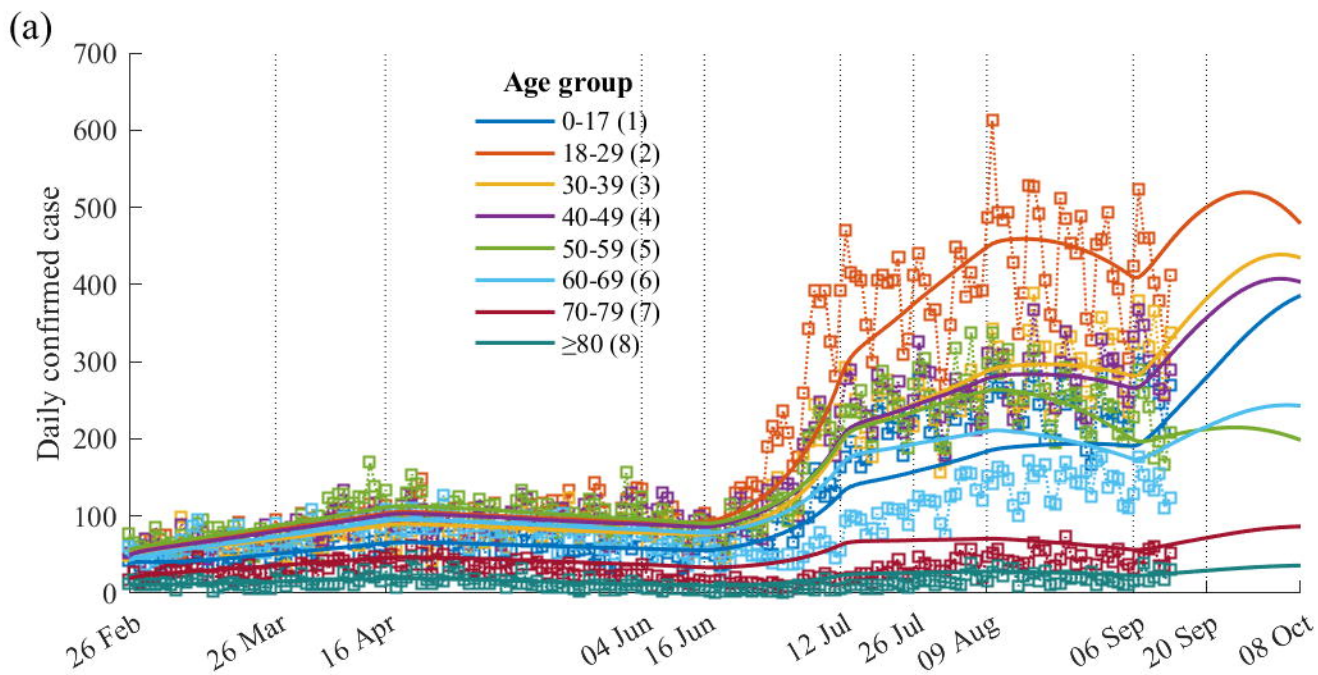 (a)
700
600
500
400
300
200
100
0
Daily confirmed case
Age group
0-17 (1)
18-29 (2)
30-39 (3)
40-49 (4)
50-59 (5)
60-69 (6)
70-79 (7)
≥80 (8)
26 Feb
26 Mar
16 Apr
04 Jun
16 Jun
12 Jul
26 Jul
09 Aug
06 Sep
20 Sep
08 Oct